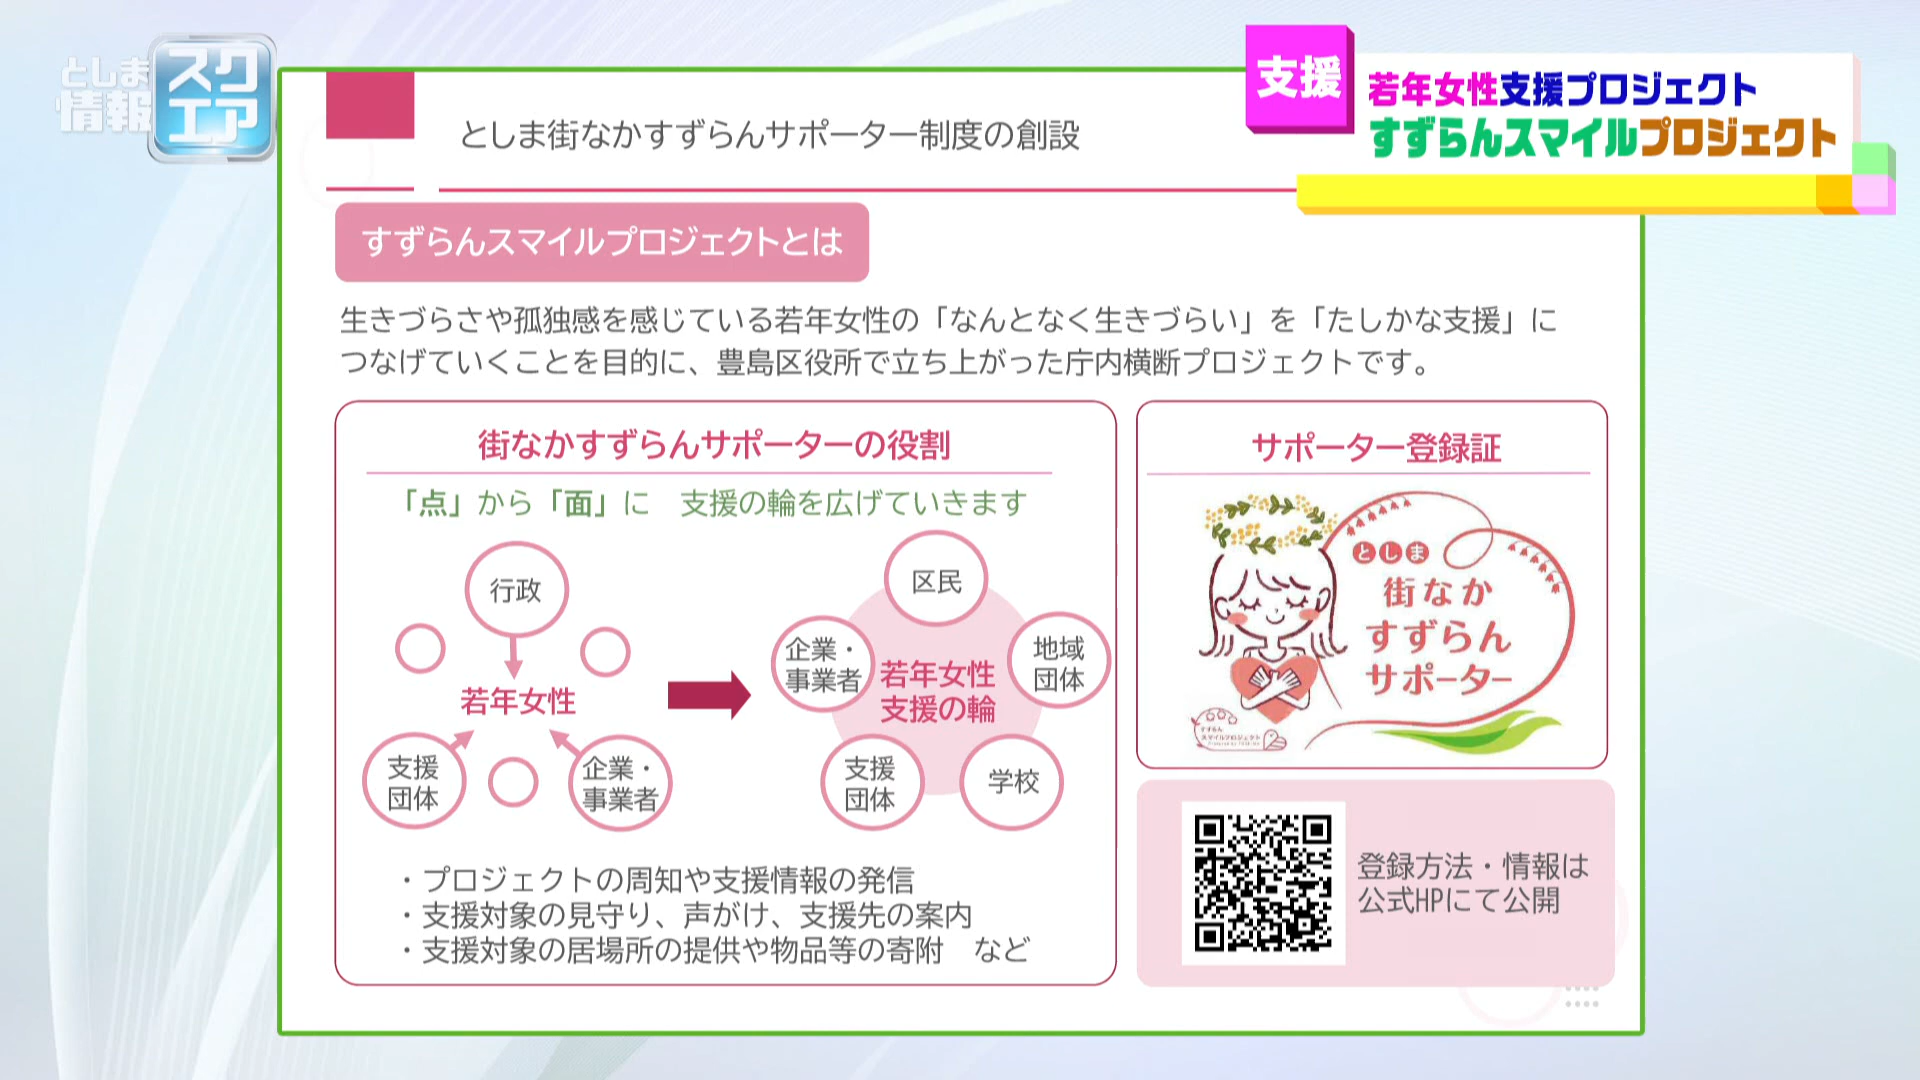 としま
情報
スク
エア
支援
若年女性支援プロジェクト
すずらんスマイルプロジェクト
としま街なかすずらんサポーター制度の創設
すずらんスマイルプロジェクトとは
生きづらさや孤独感を感じている若年女性の「なんとなく生きづらい」を「たしかな支援」に
つなげていくことを目的に、豊島区役所で立ち上がった庁内横断プロジェクトです。
街なかすずらんサポーターの役割
「点」から「面」に　支援の輪を広げていきます
行政
若年女性
支援
団体
企業・
事業者
区民
企業・
事業者
地域
団体
若年女性
支援の輪
支援
団体
学校
・プロジェクトの周知や支援情報の発信
・支援対象の見守り、声がけ、支援先の案内
・支援対象の居場所の提供や物品等の寄附　など
サポーター登録証
としま
街なか
すずらん
サポーター
すずらん
スマイルプロジェクト
登録方法・情報は
公式HPにて公開